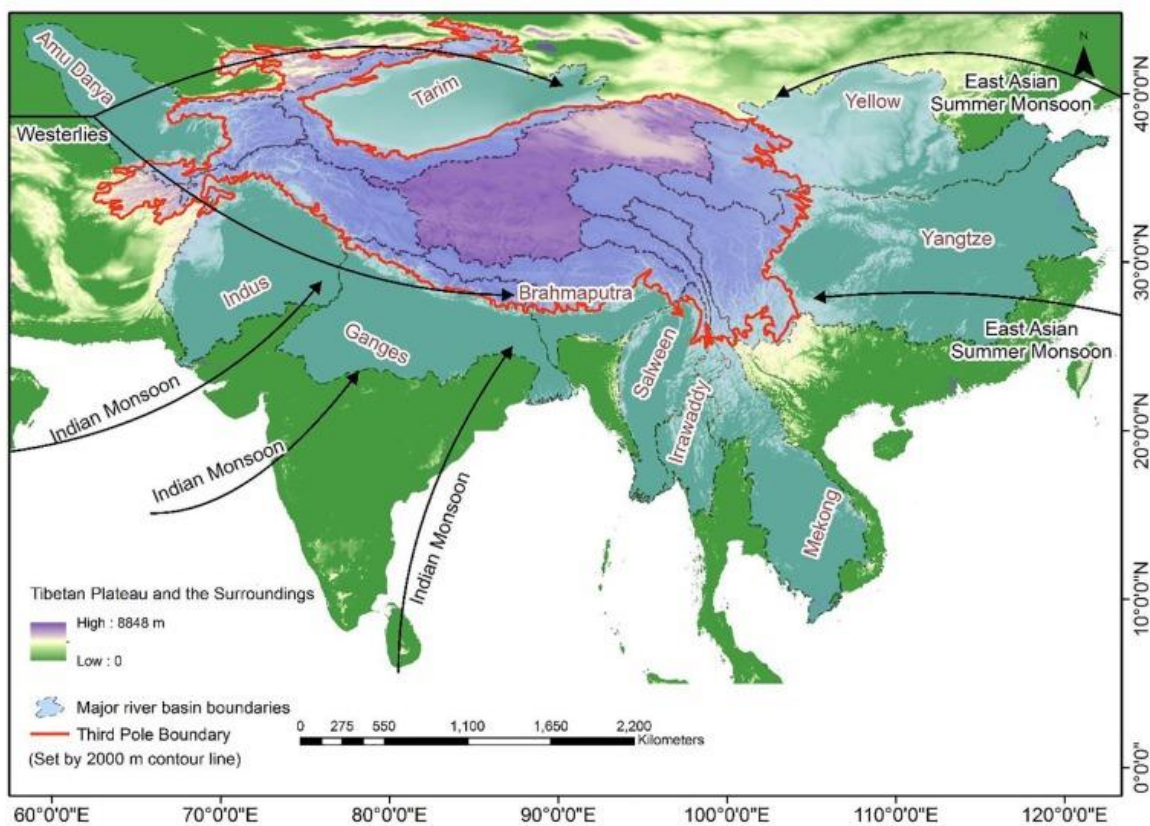 N
Amu Darya
Tarim
Yellow
East Asian
Summer Monsoon
Westerlies
Yangtze
Indus
Brahmaputra
Ganges
Salween
East Asian
Summer Monsoon
Indian Monsoon
Indian Monsoon
Indian Monsoon
Irrawaddy
Mekong
Tibetan Plateau and the Surroundings
High : 8848 m
Low : 0
Major river basin boundaries
Third Pole Boundary
(Set by 2000 m contour line)
0 275 550 1,100 1,650 2,200
Kilometers
40°0'0"N
30°0'0"N
20°0'0"N
10°0'0"N
0°0'0"
60°0'0"E 70°0'0"E 80°0'0"E 90°0'0"E 100°0'0"E 110°0'0"E 120°0'0"E